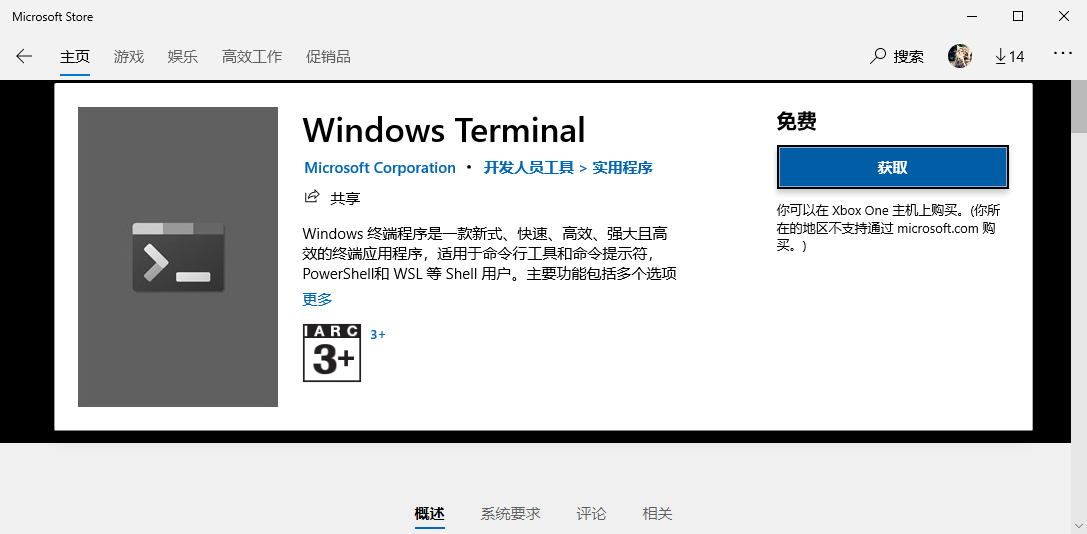 Microsoft Store
主页 游戏 娱乐 高效工作 促销品 搜索 14
Windows Terminal
Microsoft Corporation • 开发人员工具 > 实用程序
共享
Windows 终端程序是一款新式、快速、高效、强大且高
效的终端应用程序，适用于命令行工具和命令提示符，
PowerShell和 WSL 等 Shell 用户。主要功能包括多个选项
更多
IARC
3+
3+
免费
获取
你可以在 Xbox One 主机上购买。(你所
在的地区不支持通过 microsoft.com 购
买。)
概述 系统要求 评论 相关